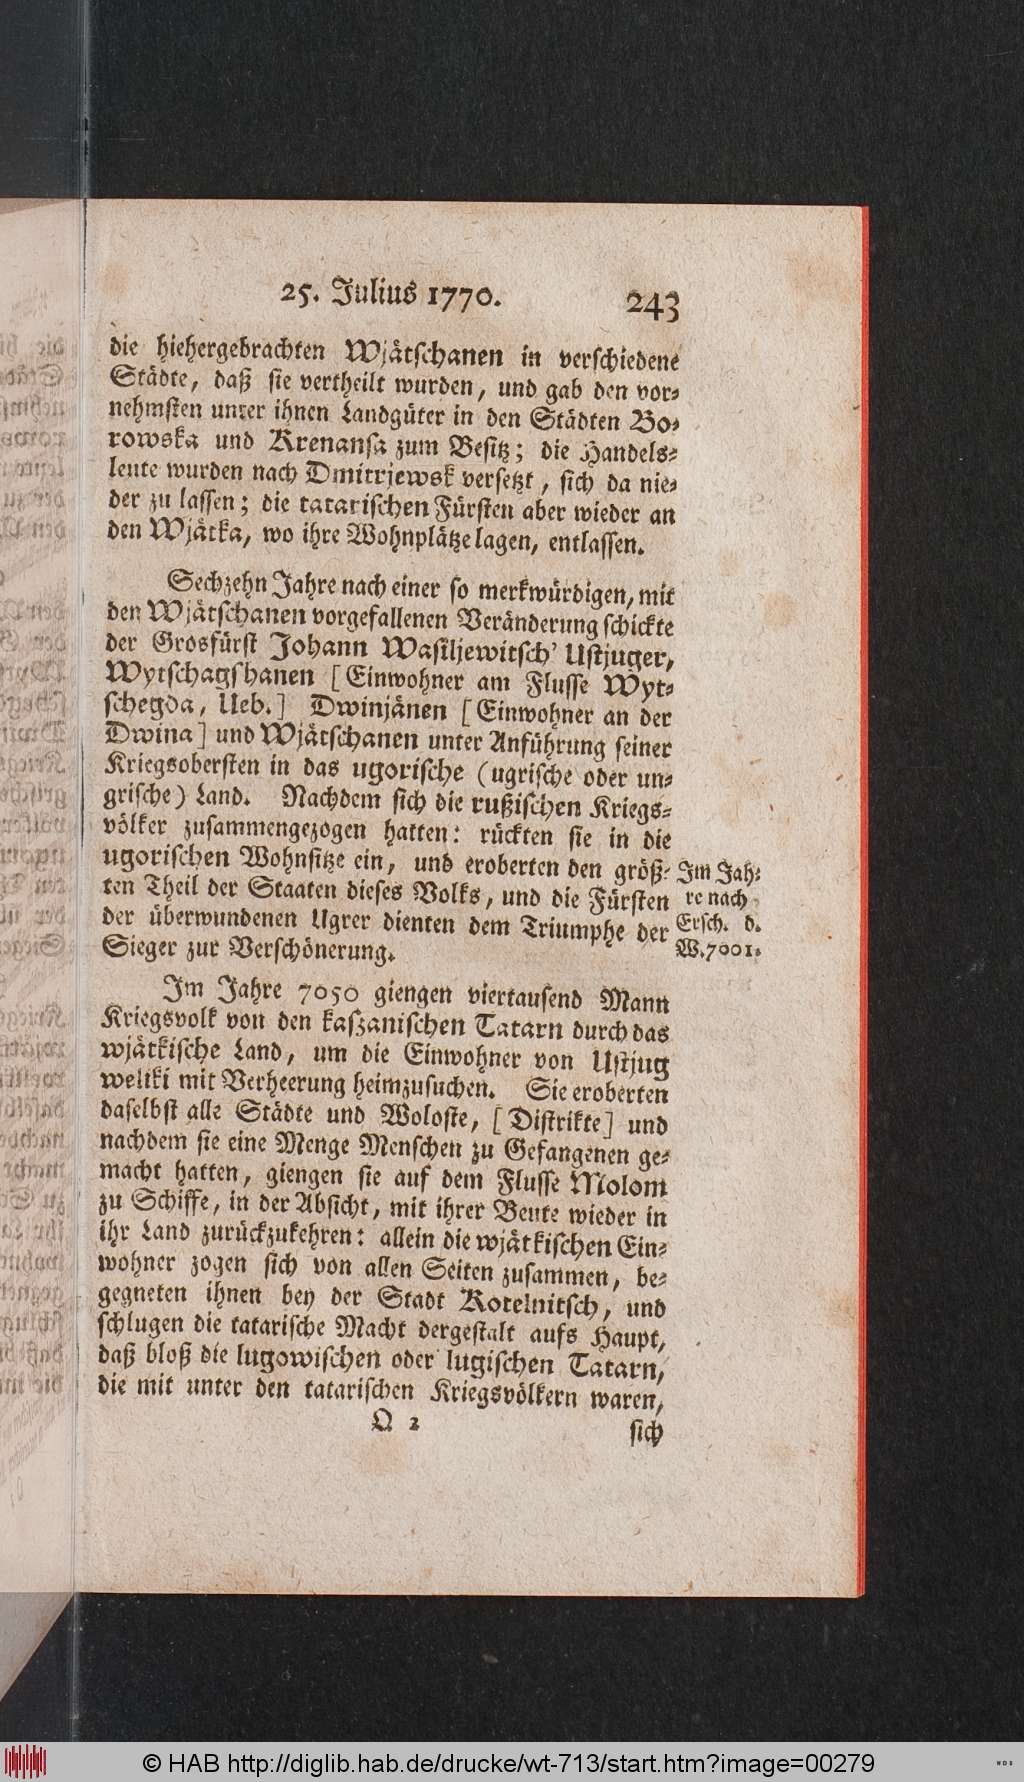 25. Julius 1770. 243
die hiehergebrachten Wjätschanen in verschiedene
Städte, daß sie vertheilt wurden, und gab den vor-
nehmsten unter ihnen Landgüter in den Städten Bo-
rowska und Krenansa zum Besitz; die Handels-
leute wurden nach Dmitrjewsk versetzt, sich da nie-
der zu lassen; die tatarischen Fürsten aber wieder an
den Wjätka, wo ihre Wohnplätze lagen, entlassen.
Sechzehn Jahre nach einer so merkwürdigen, mit
den Wjätschanen vorgefallenen Veränderung schickte
der Grosfürst Johann Wasiljewitsch' Ustjuger,
Wytschagshanen [Einwohner am Flusse Wyt-
schegda, Ueb.] Dwinjänen [Einwohner an der
Dwina] und Wjätschanen unter Anführung seiner
Kriegsobersten in das ugorische (ugrische oder un-
grische) Land. Nachdem sich die rußischen Kriegs-
völker zusammengezogen hatten: rückten sie in die
ugorischen Wohnsitze ein, und eroberten den größ-
ten Theil der Staaten dieses Volks, und die Fürsten
der überwundenen Ugrer dienten dem Triumphe der
Sieger zur Verschönerung.
Im Jah-
re nach
Ersch. d.
W. 7001.
Im Jahre 7050 giengen viertausend Mann
Kriegsvolk von den kaszanischen Tatarn durch das
wjätkische Land, um die Einwohner von Ustjug
weliki mit Verheerung heimzusuchen. Sie eroberten
daselbst alle Städte und Woloste, [Distrikte] und
nachdem sie eine Menge Menschen zu Gefangenen ge-
macht hatten, giengen sie auf dem Flusse Molom
zu Schiffe, in der Absicht, mit ihrer Beute wieder in
ihr Land zurückzukehren: allein die wjätkischen Ein-
wohner zogen sich von allen Seiten zusammen, be-
gegneten ihnen bey der Stadt Kotelnitsch, und
schlugen die tatarische Macht dergestalt aufs Haupt,
daß bloß die lugowischen oder lugischen Tatarn,
die mit unter den tatarischen Kriegsvölkern waren,
Q 2 sich
© HAB http://diglib.hab.de/drucke/wt-713/start.htm?image=00279